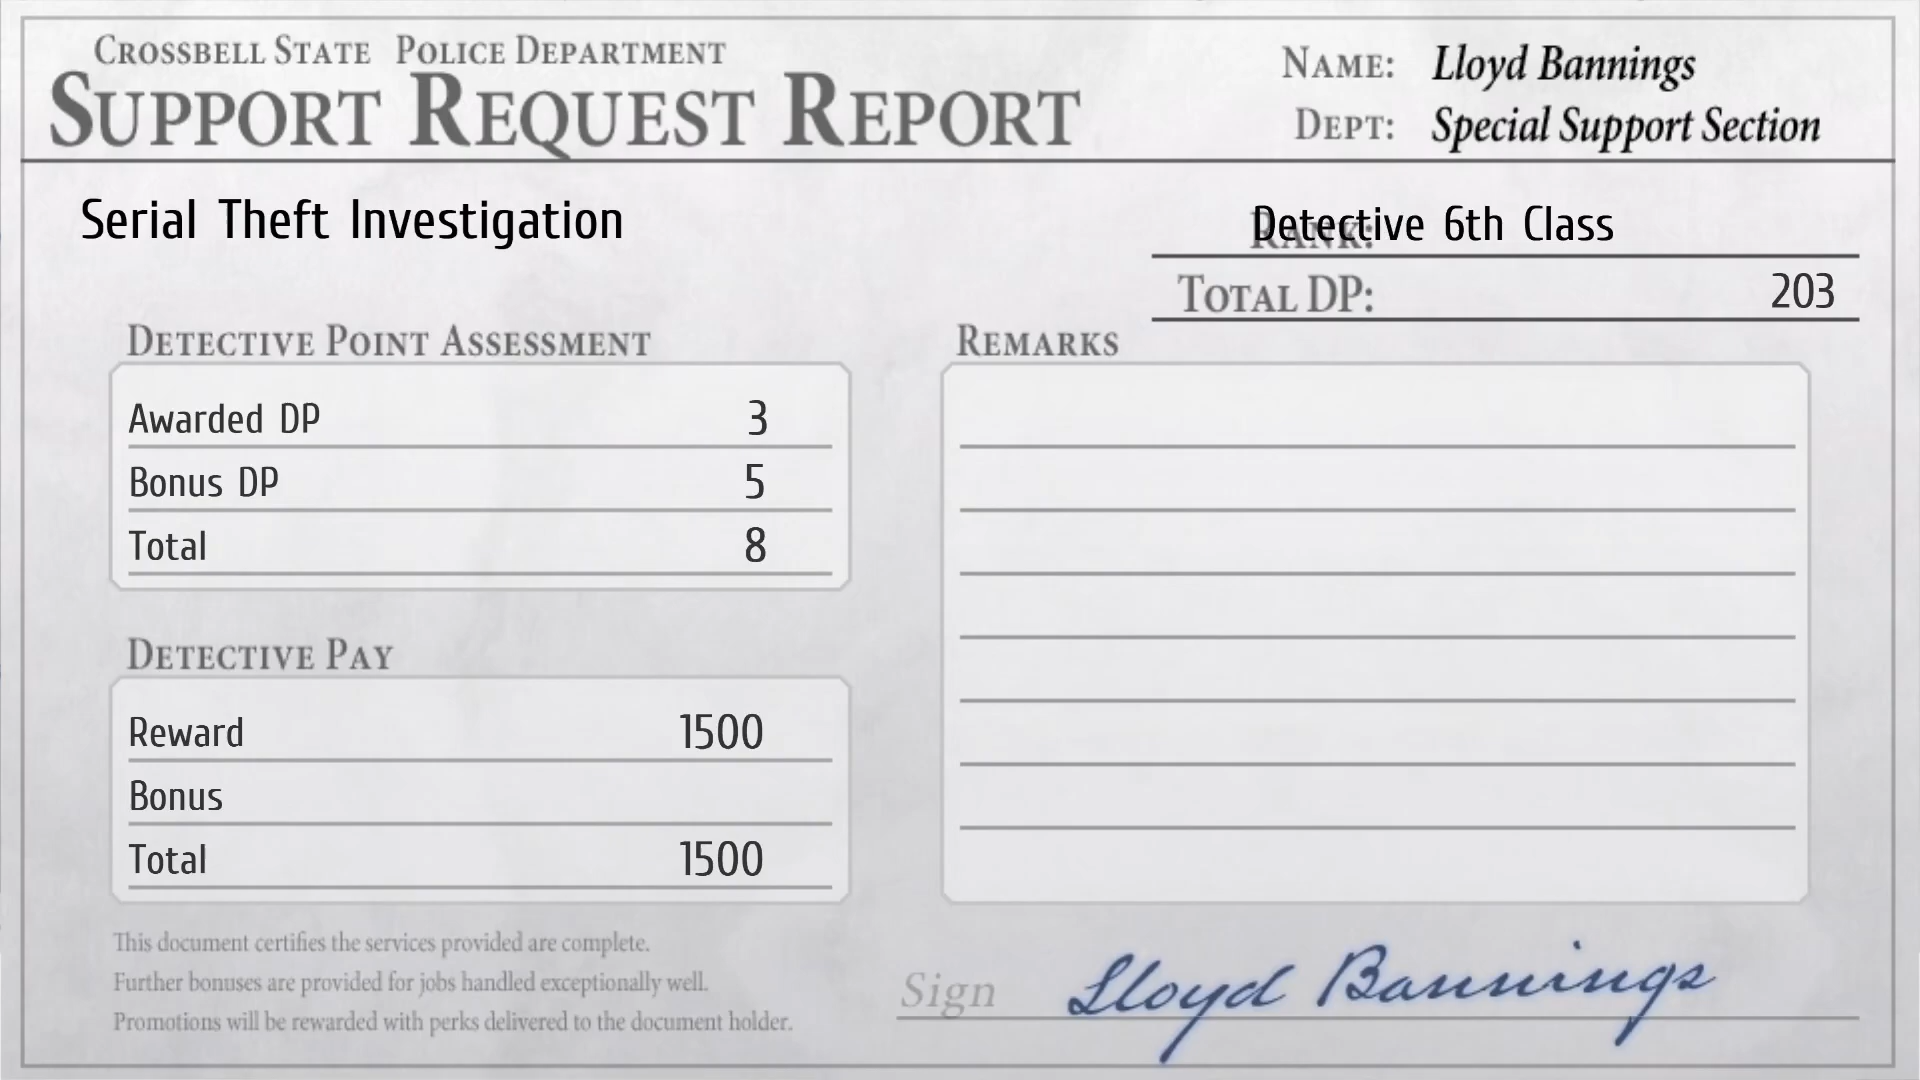 Crossbell State Police Department
Support Request Report
Name: Lloyd Bannings
Dept: Special Support Section
Serial Theft Investigation
Rank: Detective 6th Class
Total DP: 203
Detective Point Assessment
Awarded DP 3
Bonus DP 5
Total 8
Detective Pay
Reward 1500
Bonus
Total 1500
Remarks
This document certifies the services provided are complete.
Further bonuses are provided for jobs handled exceptionally well.
Promotions will be rewarded with perks delivered to the document holder.
Sign Lloyd Bannings